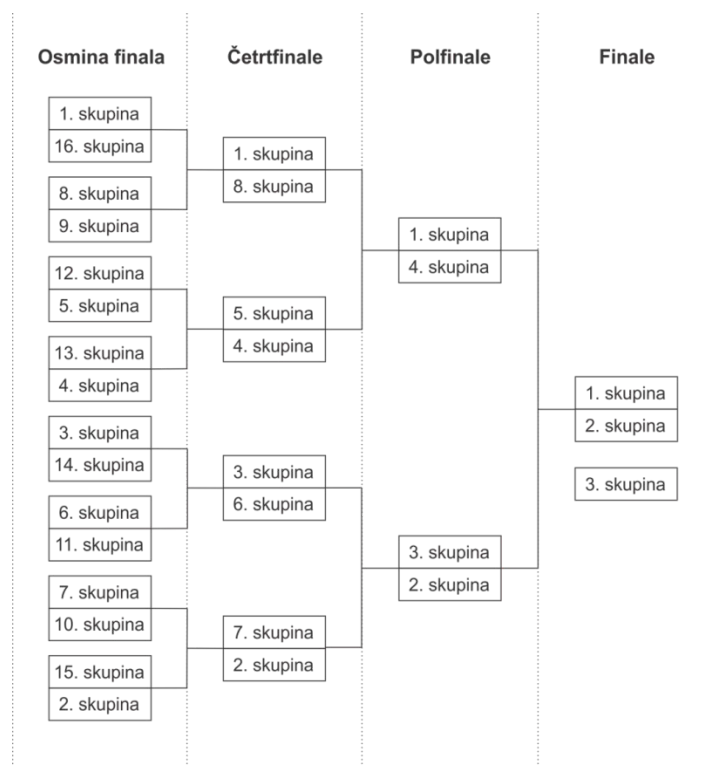 Osmina finala
Četrtfinale
Polfinale
Finale
1. skupina
16. skupina
8. skupina
9. skupina
12. skupina
5. skupina
13. skupina
4. skupina
3. skupina
14. skupina
6. skupina
11. skupina
7. skupina
10. skupina
15. skupina
2. skupina
1. skupina
8. skupina
5. skupina
4. skupina
3. skupina
6. skupina
7. skupina
2. skupina
1. skupina
4. skupina
3. skupina
2. skupina
1. skupina
2. skupina
3. skupina